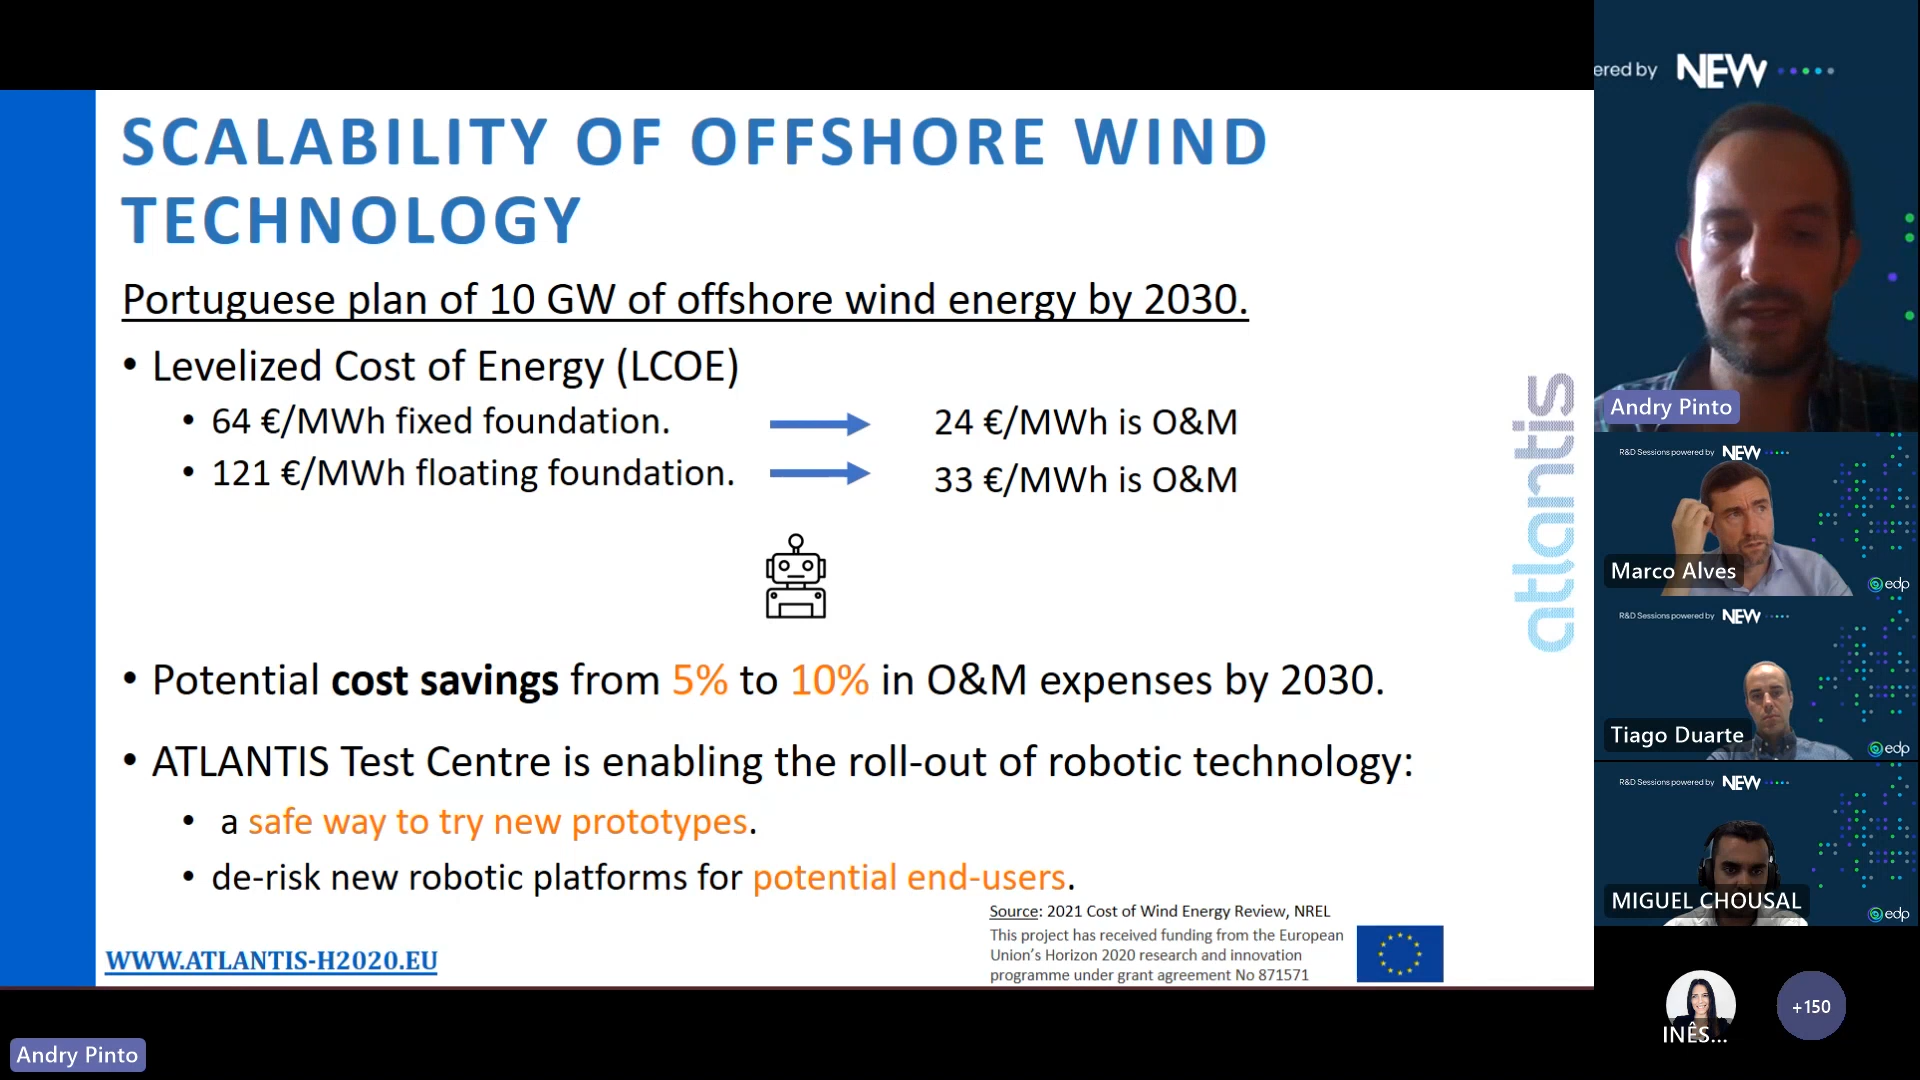 SCALABILITY OF OFFSHORE WIND
TECHNOLOGY
Portuguese plan of 10 GW of offshore wind energy by 2030.
• Levelized Cost of Energy (LCOE)
• 64 €/MWh fixed foundation.
24 €/MWh is O&M
• 121 €/MWh floating foundation.
33 €/MWh is O&M
• Potential cost savings from 5% to 10% in O&M expenses by 2030.
• ATLANTIS Test Centre is enabling the roll-out of robotic technology:
• a safe way to try new prototypes.
• de-risk new robotic platforms for potential end-users.
Source: 2021 Cost of Wind Energy Review, NREL
This project has received funding from the European
Union's Horizon 2020 research and innovation
programme under grant agreement No 871571
WWW.ATLANTIS-H2020.EU
atlantis
ered by NEW
Andry Pinto
R&D Sessions powered by NEW
Marco Alves
edp
R&D Sessions powered by NEW
Tiago Duarte
edp
R&D Sessions powered by NEW
MIGUEL CHOUSAL
edp
INÊS...
+150
Andry Pinto